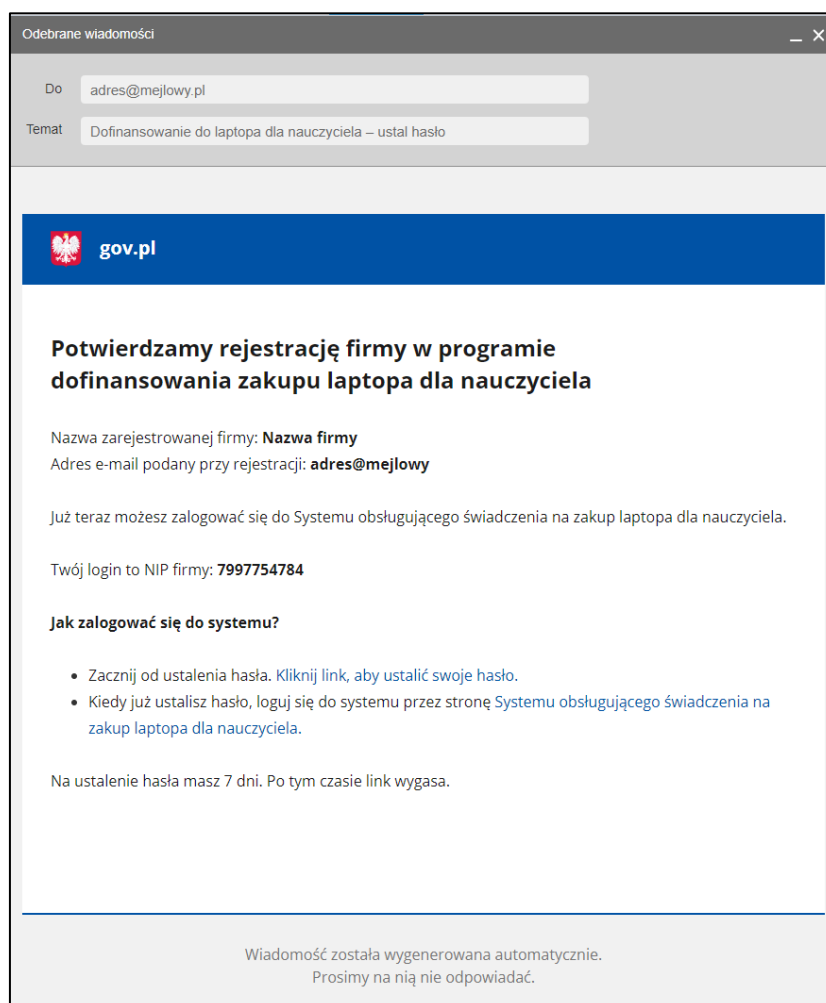 Odebrane wiadomości
Do adres@mejlowy.pl
Temat Dofinansowanie do laptopa dla nauczyciela – ustal hasło
gov.pl
Potwierdzamy rejestrację firmy w programie
dofinansowania zakupu laptopa dla nauczyciela
Nazwa zarejestrowanej firmy: Nazwa firmy
Adres e-mail podany przy rejestracji: adres@mejlowy
Już teraz możesz zalogować się do Systemu obsługującego świadczenia na zakup laptopa dla nauczyciela.
Twój login to NIP firmy: 7997754784
Jak zalogować się do systemu?
• Zacznij od ustalenia hasła. Kliknij link, aby ustalić swoje hasło.
• Kiedy już ustalisz hasło, loguj się do systemu przez stronę Systemu obsługującego świadczenia na
zakup laptopa dla nauczyciela.
Na ustalenie hasła masz 7 dni. Po tym czasie link wygasa.
Wiadomość została wygenerowana automatycznie.
Prosimy na nią nie odpowiadać.